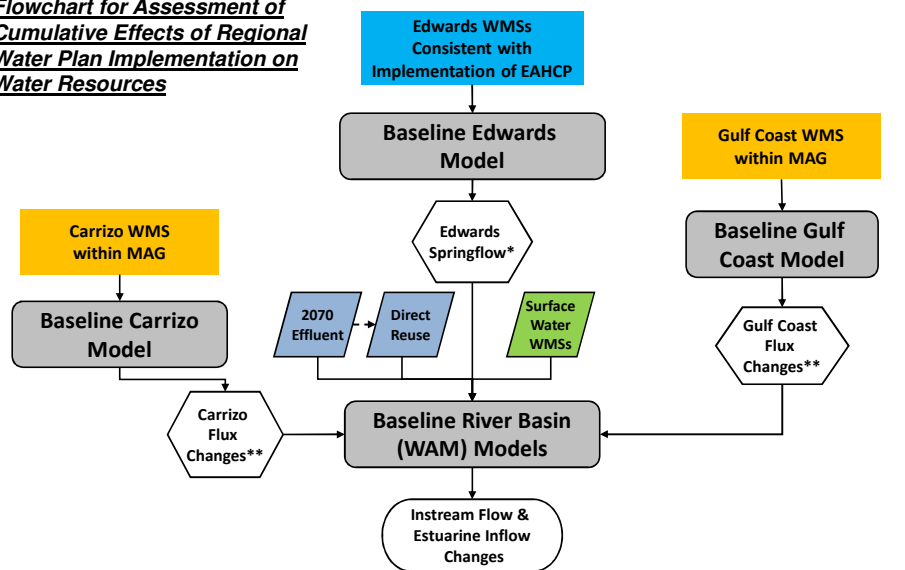 Flowchart for Assessment of
Cumulative Effects of Regional
Water Plan Implementation on
Water Resources
Edwards WMSs
Consistent with
Implementation of EAHCP
Baseline Edwards
Model
Gulf Coast WMS
within MAG
Edwards
Springflow*
Carrizo WMS
within MAG
Baseline Gulf
Coast Model
Baseline Carrizo
Model
2070
Effluent
Direct
Reuse
Surface
Water
WMSs
Gulf Coast
Flux
Changes**
Carrizo
Flux
Changes**
Baseline River Basin
(WAM) Models
Instream Flow &
Estuarine Inflow
Changes